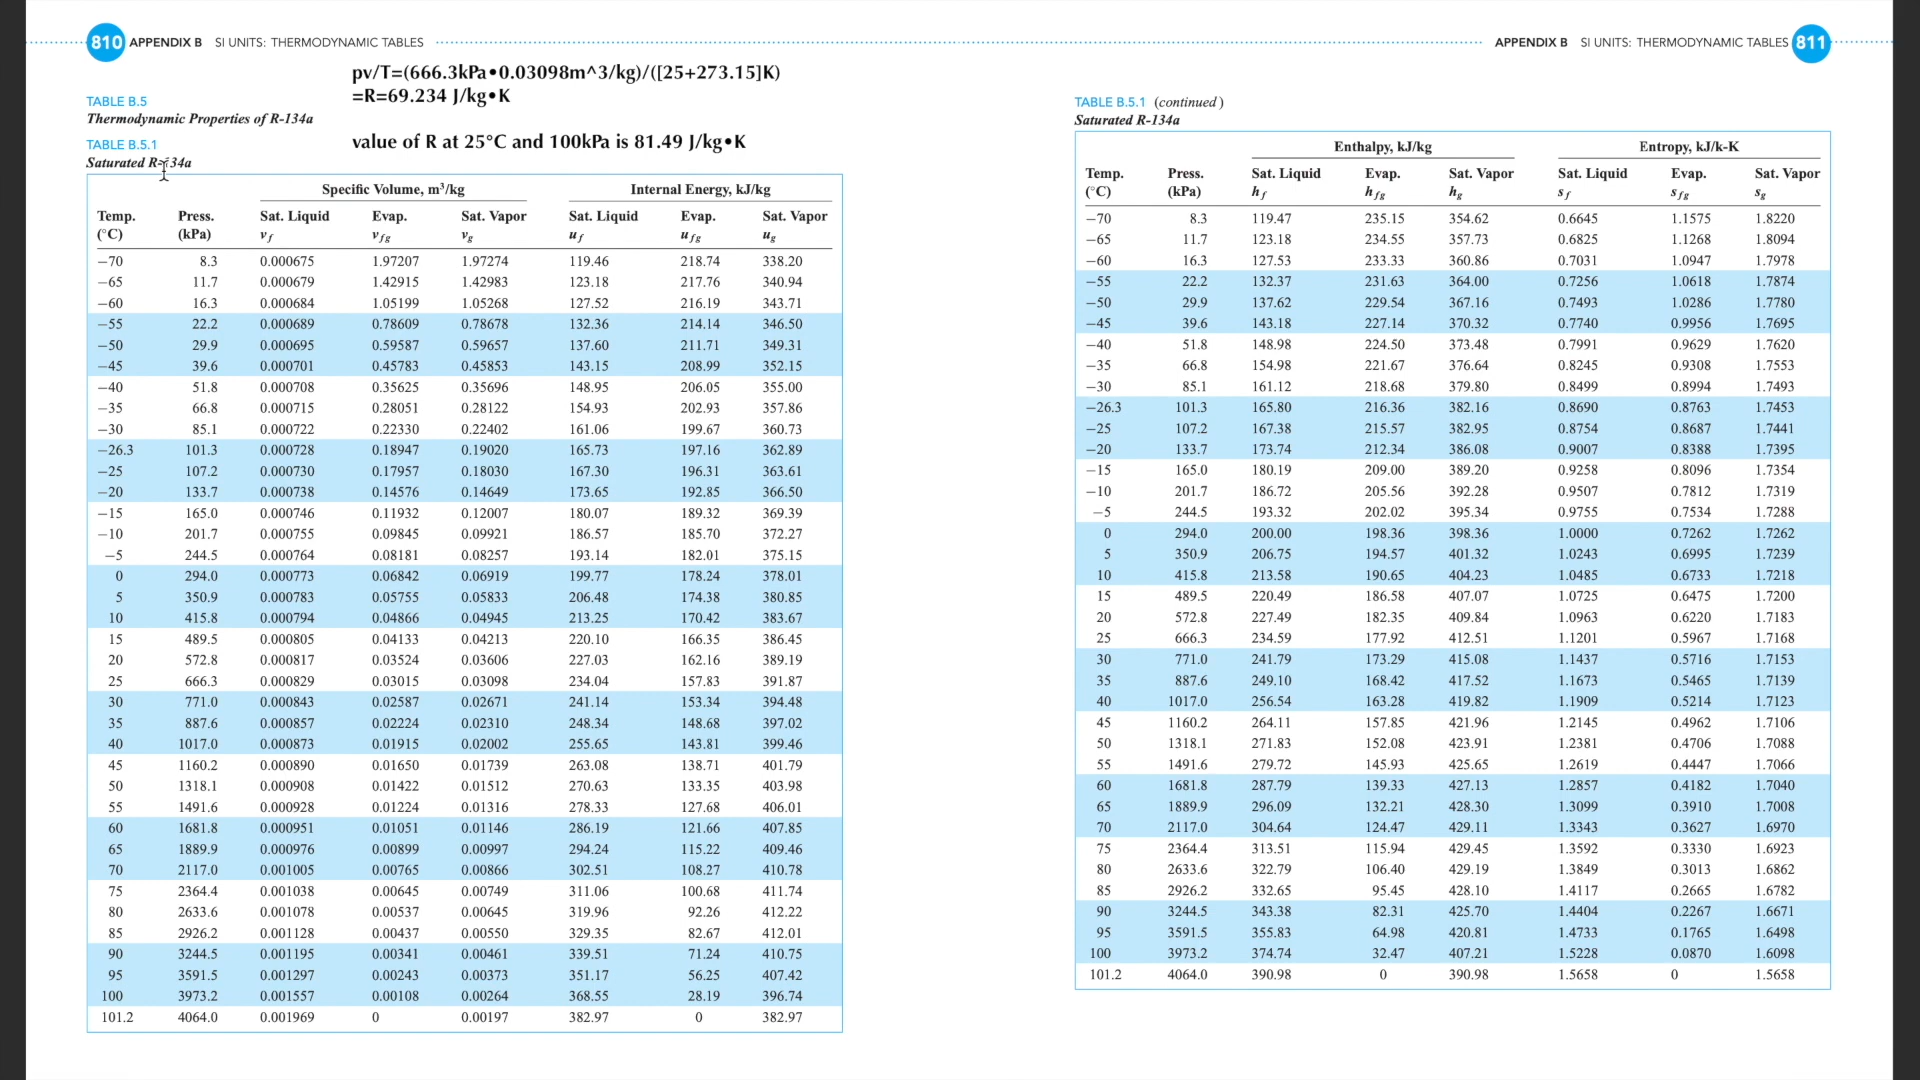 810 APPENDIX B SI UNITS: THERMODYNAMIC TABLES
pv/T=(666.3kPa•0.03098m^3/kg)/([25+273.15]K)
=R=69.234 J/kg•K
value of R at 25°C and 100kPa is 81.49 J/kg•K
TABLE B.5
Thermodynamic Properties of R-134a
TABLE B.5.1
Saturated R-134a
Specific Volume, m³/kg Internal Energy, kJ/kg
Temp. Press. Sat. Liquid Evap. Sat. Vapor Sat. Liquid Evap. Sat. Vapor
(°C) (kPa) vf vfg vg uf ufg ug
−70 8.3 0.000675 1.97207 1.97274 119.46 218.74 338.20
−65 11.7 0.000679 1.42915 1.42983 123.18 217.76 340.94
−60 16.3 0.000684 1.05199 1.05268 127.52 216.19 343.71
−55 22.2 0.000689 0.78609 0.78678 132.36 214.14 346.50
−50 29.9 0.000695 0.59587 0.59657 137.60 211.71 349.31
−45 39.6 0.000701 0.45783 0.45853 143.15 208.99 352.15
−40 51.8 0.000708 0.35625 0.35696 148.95 206.05 355.00
−35 66.8 0.000715 0.28051 0.28122 154.93 202.93 357.86
−30 85.1 0.000722 0.22330 0.22402 161.06 199.67 360.73
−26.3 101.3 0.000728 0.18947 0.19020 165.73 197.16 362.89
−25 107.2 0.000730 0.17957 0.18030 167.30 196.31 363.61
−20 133.7 0.000738 0.14576 0.14649 173.65 192.85 366.50
−15 165.0 0.000746 0.11932 0.12007 180.07 189.32 369.39
−10 201.7 0.000755 0.09845 0.09921 186.57 185.70 372.27
−5 244.5 0.000764 0.08181 0.08257 193.14 182.01 375.15
0 294.0 0.000773 0.06842 0.06919 199.77 178.24 378.01
5 350.9 0.000783 0.05755 0.05833 206.48 174.38 380.85
10 415.8 0.000794 0.04866 0.04945 213.25 170.42 383.67
15 489.5 0.000805 0.04133 0.04213 220.10 166.35 386.45
20 572.8 0.000817 0.03524 0.03606 227.03 162.16 389.19
25 666.3 0.000829 0.03015 0.03098 234.04 157.83 391.87
30 771.0 0.000843 0.02587 0.02671 241.14 153.34 394.48
35 887.6 0.000857 0.02224 0.02310 248.34 148.68 397.02
40 1017.0 0.000873 0.01915 0.02002 255.65 143.81 399.46
45 1160.2 0.000890 0.01650 0.01739 263.08 138.71 401.79
50 1318.1 0.000908 0.01422 0.01512 270.63 133.35 403.98
55 1491.6 0.000928 0.01224 0.01316 278.33 127.68 406.01
60 1681.8 0.000951 0.01051 0.01146 286.19 121.66 407.85
65 1889.9 0.000976 0.00899 0.00997 294.24 115.22 409.46
70 2117.0 0.001005 0.00765 0.00866 302.51 108.27 410.78
75 2364.4 0.001038 0.00645 0.00749 311.06 100.68 411.74
80 2633.6 0.001078 0.00537 0.00645 319.96 92.26 412.22
85 2926.2 0.001128 0.00437 0.00550 329.35 82.67 412.01
90 3244.5 0.001195 0.00341 0.00461 339.51 71.24 410.75
95 3591.5 0.001297 0.00243 0.00373 351.17 56.25 407.42
100 3973.2 0.001557 0.00108 0.00264 368.55 28.19 396.74
101.2 4064.0 0.001969 0 0.00197 382.97 0 382.97
APPENDIX B SI UNITS: THERMODYNAMIC TABLES 811
TABLE B.5.1 (continued)
Saturated R-134a
Enthalpy, kJ/kg Entropy, kJ/k-K
Temp. Press. Sat. Liquid Evap. Sat. Vapor Sat. Liquid Evap. Sat. Vapor
(°C) (kPa) hf hfg hg sf sfg sg
−70 8.3 119.47 235.15 354.62 0.6645 1.1575 1.8220
−65 11.7 123.18 234.55 357.73 0.6825 1.1268 1.8094
−60 16.3 127.53 233.33 360.86 0.7031 1.0947 1.7978
−55 22.2 132.37 231.63 364.00 0.7256 1.0618 1.7874
−50 29.9 137.62 229.54 367.16 0.7493 1.0286 1.7780
−45 39.6 143.18 227.14 370.32 0.7740 0.9956 1.7695
−40 51.8 148.98 224.50 373.48 0.7991 0.9629 1.7620
−35 66.8 154.98 221.67 376.64 0.8245 0.9308 1.7553
−30 85.1 161.12 218.68 379.80 0.8499 0.8994 1.7493
−26.3 101.3 165.80 216.36 382.16 0.8690 0.8763 1.7453
−25 107.2 167.38 215.57 382.95 0.8754 0.8687 1.7441
−20 133.7 173.74 212.34 386.08 0.9007 0.8388 1.7395
−15 165.0 180.19 209.00 389.20 0.9258 0.8096 1.7354
−10 201.7 186.72 205.56 392.28 0.9507 0.7812 1.7319
−5 244.5 193.32 202.02 395.34 0.9755 0.7534 1.7288
0 294.0 200.00 198.36 398.36 1.0000 0.7262 1.7262
5 350.9 206.75 194.57 401.32 1.0243 0.6995 1.7239
10 415.8 213.58 190.65 404.23 1.0485 0.6733 1.7218
15 489.5 220.49 186.58 407.07 1.0725 0.6475 1.7200
20 572.8 227.49 182.35 409.84 1.0963 0.6220 1.7183
25 666.3 234.59 177.92 412.51 1.1201 0.5967 1.7168
30 771.0 241.79 173.29 415.08 1.1437 0.5716 1.7153
35 887.6 249.10 168.42 417.52 1.1673 0.5465 1.7139
40 1017.0 256.54 163.28 419.82 1.1909 0.5214 1.7123
45 1160.2 264.11 157.85 421.96 1.2145 0.4962 1.7106
50 1318.1 271.83 152.08 423.91 1.2381 0.4706 1.7088
55 1491.6 279.72 145.93 425.65 1.2619 0.4447 1.7066
60 1681.8 287.79 139.33 427.13 1.2857 0.4182 1.7040
65 1889.9 296.09 132.21 428.30 1.3099 0.3910 1.7008
70 2117.0 304.64 124.47 429.11 1.3343 0.3627 1.6970
75 2364.4 313.51 115.94 429.45 1.3592 0.3330 1.6923
80 2633.6 322.79 106.40 429.19 1.3849 0.3013 1.6862
85 2926.2 332.65 95.45 428.10 1.4117 0.2665 1.6782
90 3244.5 343.38 82.31 425.70 1.4404 0.2267 1.6671
95 3591.5 355.83 64.98 420.81 1.4733 0.1765 1.6498
100 3973.2 374.74 32.47 407.21 1.5228 0.0870 1.6098
101.2 4064.0 390.98 0 390.98 1.5658 0 1.5658